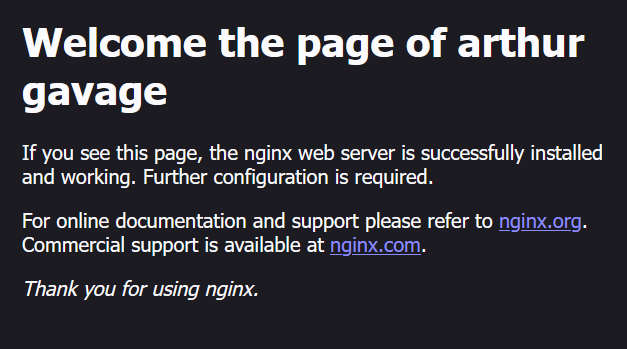 Welcome the page of arthur
gavage
If you see this page, the nginx web server is successfully installed
and working. Further configuration is required.
For online documentation and support please refer to nginx.org.
Commercial support is available at nginx.com.
Thank you for using nginx.